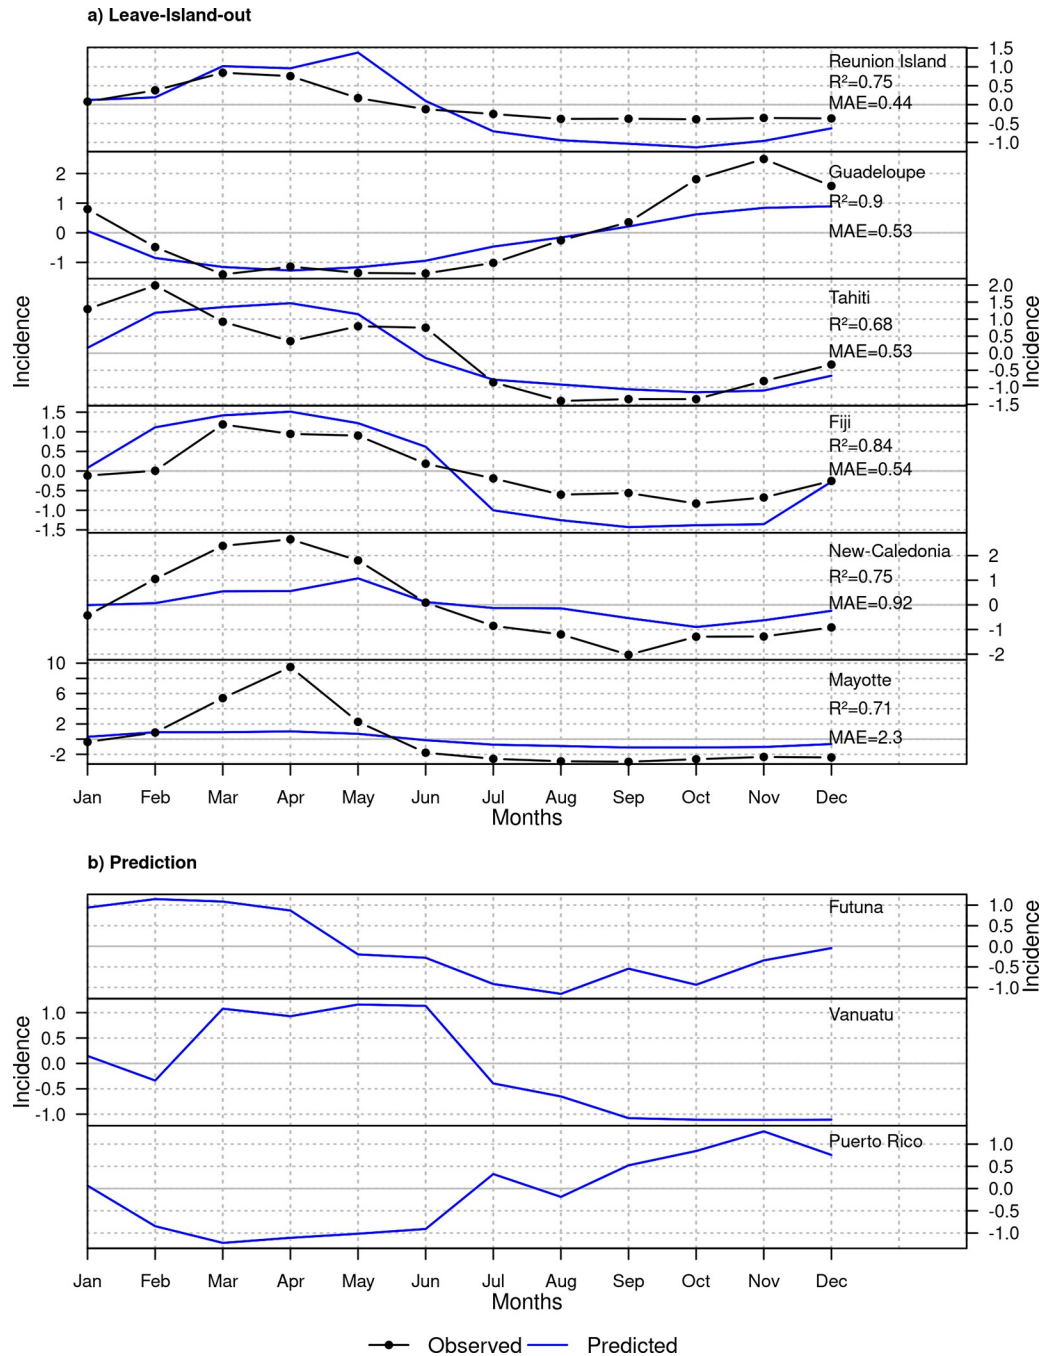 a) Leave-Island-out
Reunion Island
R²=0.75
MAE=0.44
1.5
1.0
0.5
0.0
-0.5
-1.0
Guadeloupe
R²=0.9
MAE=0.53
2
1
0
-1
Tahiti
R²=0.68
MAE=0.53
2.0
1.5
1.0
0.5
0.0
-0.5
-1.0
-1.5
Incidence
Incidence
Fiji
R²=0.84
MAE=0.54
1.5
1.0
0.5
0.0
-0.5
-1.0
-1.5
New-Caledonia
R²=0.75
MAE=0.92
2
1
0
-1
-2
Mayotte
R²=0.71
MAE=2.3
10
6
2
-2
Jan Feb Mar Apr May Jun Jul Aug Sep Oct Nov Dec
Months
b) Prediction
Futuna
1.0
0.5
0.0
-0.5
-1.0
Incidence
Vanuatu
1.0
0.5
0.0
-0.5
-1.0
Incidence
Puerto Rico
1.0
0.5
0.0
-0.5
-1.0
Jan Feb Mar Apr May Jun Jul Aug Sep Oct Nov Dec
Months
Observed Predicted